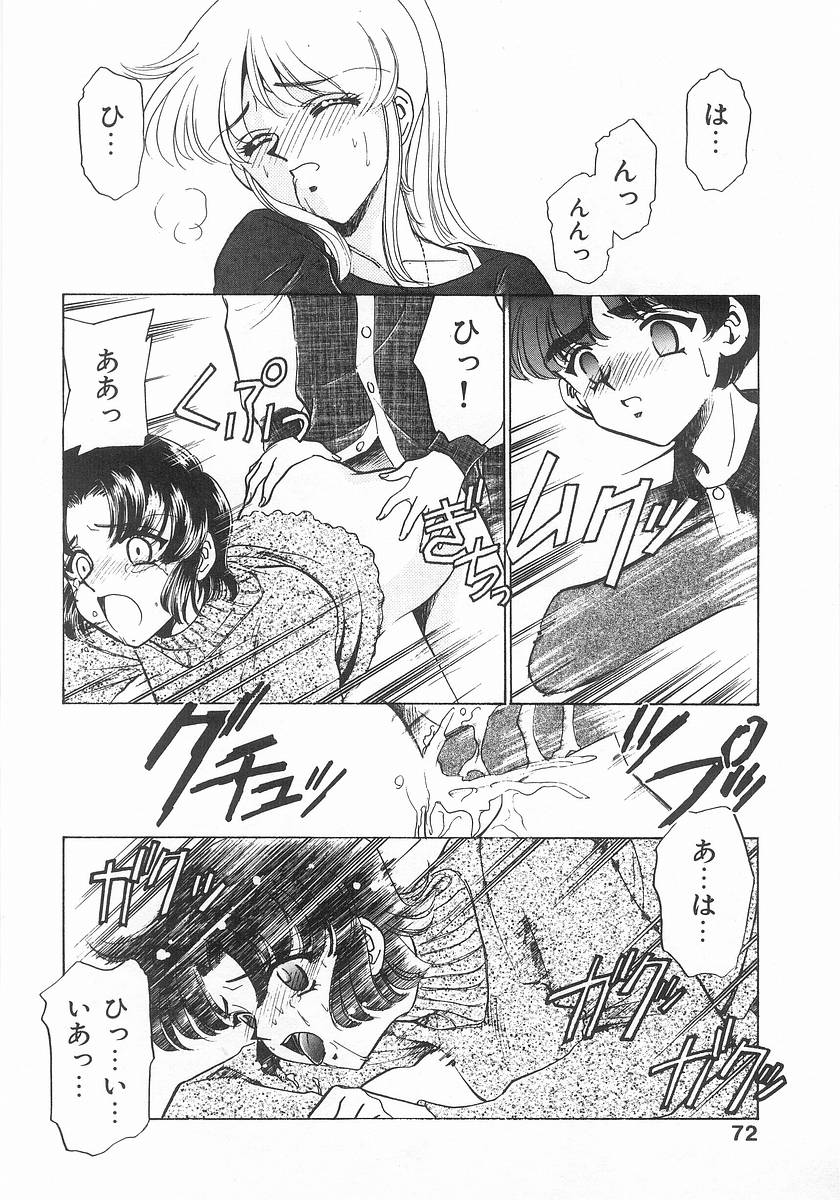 は…
んっ
んんっ
ひ…
ムクッ
ひっ！
ぎちっ
くぷっ
ああっ
グチュッ
プッ
あ…は…
ガクッ
ガクッ
ガクッ
ひっ…い…
いあっ…
72